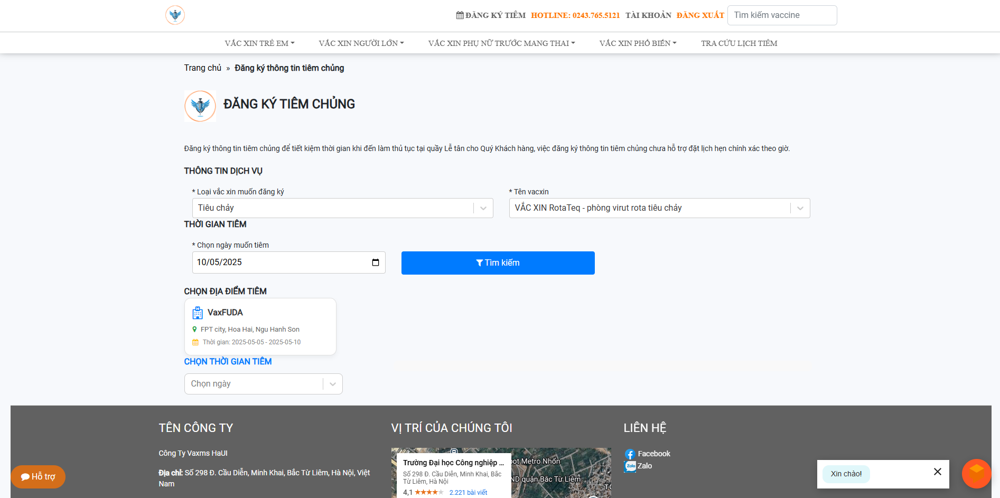 ĐĂNG KÝ TIÊM HOTLINE: 0243.765.5121 TÀI KHOẢN ĐĂNG XUẤT Tìm kiếm vaccine
VẮC XIN TRẺ EM VẮC XIN NGƯỜI LỚN VẮC XIN PHỤ NỮ TRƯỚC MANG THAI VẮC XIN PHỔ BIẾN TRA CỨU LỊCH TIÊM
Trang chủ » Đăng ký thông tin tiêm chủng
ĐĂNG KÝ TIÊM CHỦNG
Đăng ký thông tin tiêm chủng để tiết kiệm thời gian khi đến làm thủ tục tại quầy Lễ tân cho Quý Khách hàng, việc đăng ký thông tin tiêm chủng chưa hỗ trợ đặt lịch hẹn chính xác theo giờ.
THÔNG TIN DỊCH VỤ
* Loại vắc xin muốn đăng ký * Tên vacxin
Tiêu chảy VẮC XIN RotaTeq - phòng virut rota tiêu chảy
THỜI GIAN TIÊM
* Chọn ngày muốn tiêm
10/05/2025 Tìm kiếm
CHỌN ĐỊA ĐIỂM TIÊM
VaxFUDA
FPT city, Hoa Hai, Ngu Hanh Son
Thời gian: 2025-05-05 - 2025-05-10
CHỌN THỜI GIAN TIÊM
Chọn ngày
TÊN CÔNG TY VỊ TRÍ CỦA CHÚNG TÔI LIÊN HỆ
Công Ty Vaxms HaUI
Địa chỉ: Số 298 Đ. Cầu Diễn, Minh Khai, Bắc Từ Liêm, Hà Nội, Việt
Nam
Trường Đại học Công nghiệp ...
Số 298 Đ. Cầu Diễn, Minh Khai, Bắc
Từ Liêm, Hà Nội
4,1 2.221 bài viết
Metro Nhổn
quận Bắc Từ Liêm
Facebook
Zalo Zalo
Hỗ trợ
Xin chào!